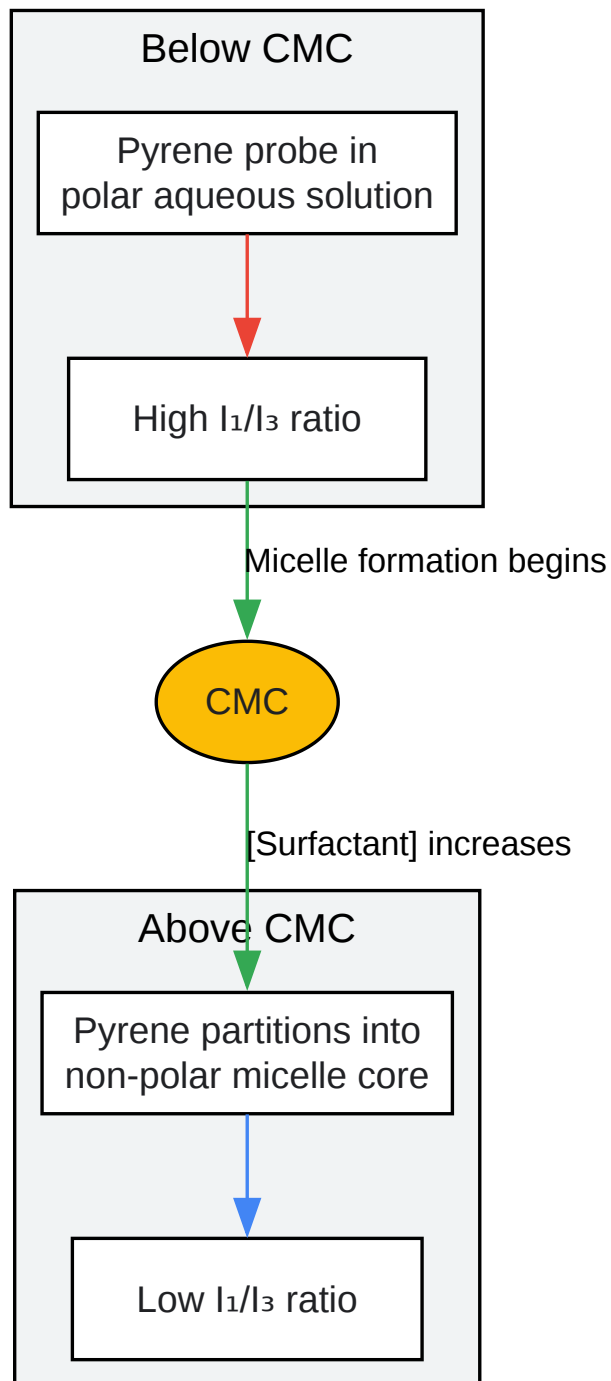 Below CMC
Pyrene probe in
polar aqueous solution
High I₁/I₃ ratio
Micelle formation begins
CMC
[Surfactant] increases
Above CMC
Pyrene partitions into
non-polar micelle core
Low I₁/I₃ ratio